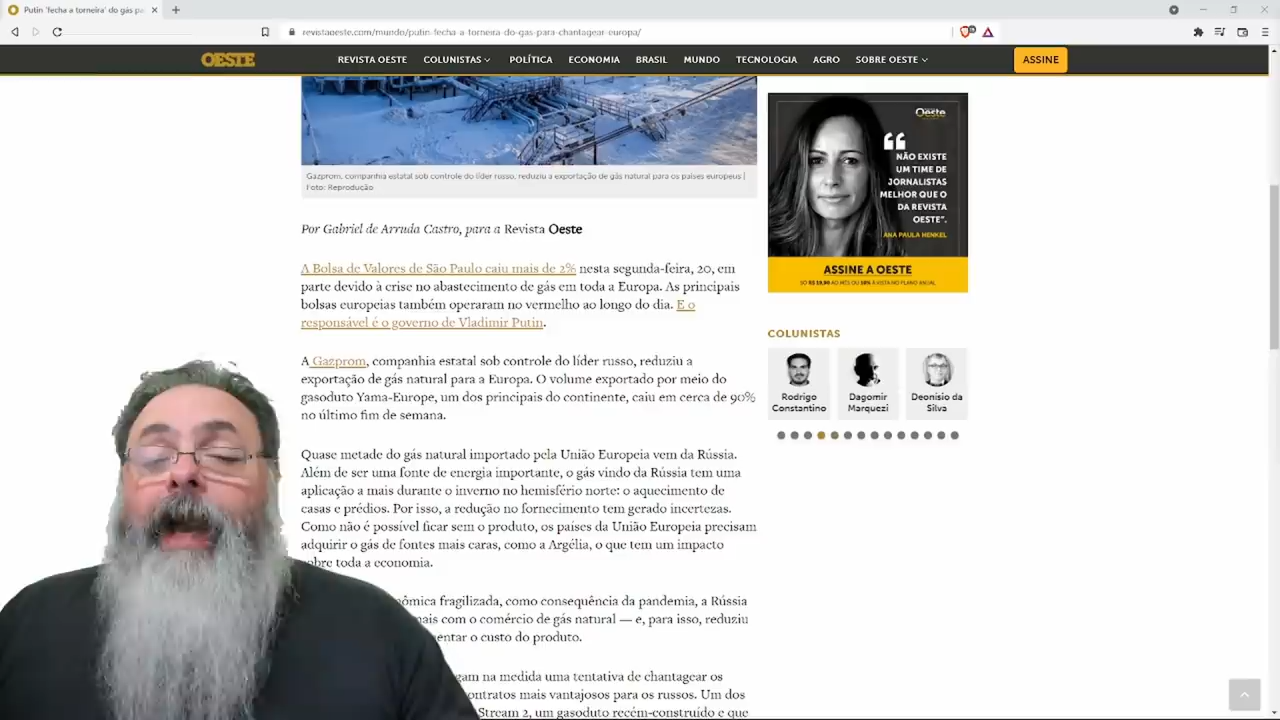 Putin 'fecha a torneira' do gás pa
revistaoeste.com/mundo/putin-fecha-a-torneira-do-gas-para-chantagear-europa/
OESTE
REVISTA OESTE
COLUNISTAS
POLÍTICA
ECONOMIA
BRASIL
MUNDO
TECNOLOGIA
AGRO
SOBRE OESTE
ASSINE
Gazprom, companhia estatal sob controle do líder russo, reduziu a exportação de gás natural para os países europeus |
Foto: Reprodução
Por Gabriel de Arruda Castro, para a Revista Oeste
A Bolsa de Valores de São Paulo caiu mais de 2% nesta segunda-feira, 20, em
parte devido à crise no abastecimento de gás em toda a Europa. As principais
bolsas europeias também operaram no vermelho ao longo do dia. E o
responsável é o governo de Vladimir Putin.
A Gazprom, companhia estatal sob controle do líder russo, reduziu a
exportação de gás natural para a Europa. O volume exportado por meio do
gasoduto Yama-Europe, um dos principais do continente, caiu em cerca de 90%
no último fim de semana.
Quase metade do gás natural importado pela União Europeia vem da Rússia.
Além de ser uma fonte de energia importante, o gás vindo da Rússia tem uma
aplicação a mais durante o inverno no hemisfério norte: o aquecimento de
casas e prédios. Por isso, a redução no fornecimento tem gerado incertezas.
Como não é possível ficar sem o produto, os países da União Europeia precisam
adquirir o gás de fontes mais caras, como a Argélia, o que tem um impacto
sobre toda a economia.
nômica fragilizada, como consequência da pandemia, a Rússia
mais com o comércio de gás natural — e, para isso, reduziu
entar o custo do produto.
gam na medida uma tentativa de chantagear os
ontratos mais vantajosos para os russos. Um dos
Stream 2, um gasoduto recém-construído e que
Oeste
NÃO EXISTE
UM TIME DE
JORNALISTAS
MELHOR QUE O
DA REVISTA
OESTE".
ANA PAULA HENKEL
ASSINE A OESTE
SÓ R$ 19,90 AO MÊS OU 10% À VISTA NO PLANO ANUAL
COLUNISTAS
Rodrigo
Constantino
Dagomir
Marquezi
Deonísio da
Silva